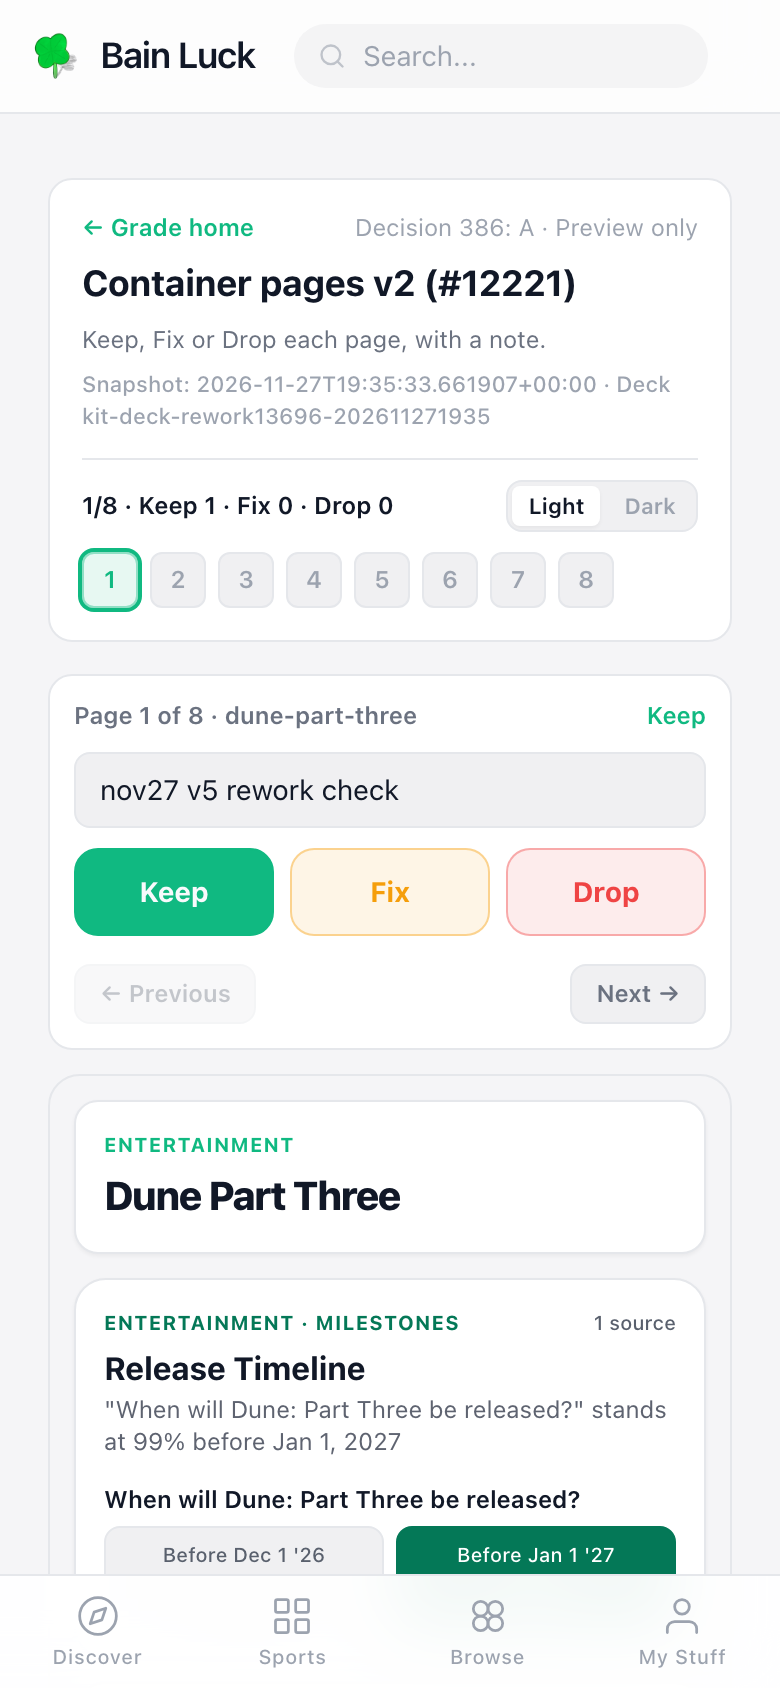 Bain Luck
Search...
← Grade home
Decision 386: A · Preview only
Container pages v2 (#12221)
Keep, Fix or Drop each page, with a note.
Snapshot: 2026-11-27T19:35:33.661907+00:00 · Deck
kit-deck-rework13696-202611271935
1/8 · Keep 1 · Fix 0 · Drop 0
Light
Dark
1
2
3
4
5
6
7
8
Page 1 of 8 · dune-part-three
Keep
nov27 v5 rework check
Keep
Fix
Drop
← Previous
Next →
ENTERTAINMENT
Dune Part Three
ENTERTAINMENT · MILESTONES
1 source
Release Timeline
"When will Dune: Part Three be released?" stands
at 99% before Jan 1, 2027
When will Dune: Part Three be released?
Before Dec 1 '26
Before Jan 1 '27
Discover
Sports
Browse
My Stuff